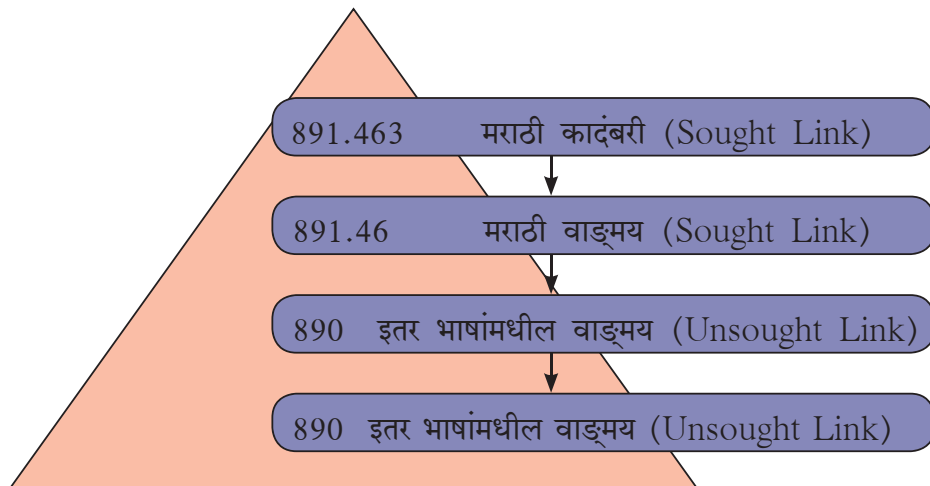 891.463 मराठी कादंबरी (Sought Link)
891.46 मराठी वाङ्‌मय (Sought Link)
890 इतर भाषांमधील वाङ्‌मय (Unsought Link)
890 इतर भाषांमधील वाङ्‌मय (Unsought Link)